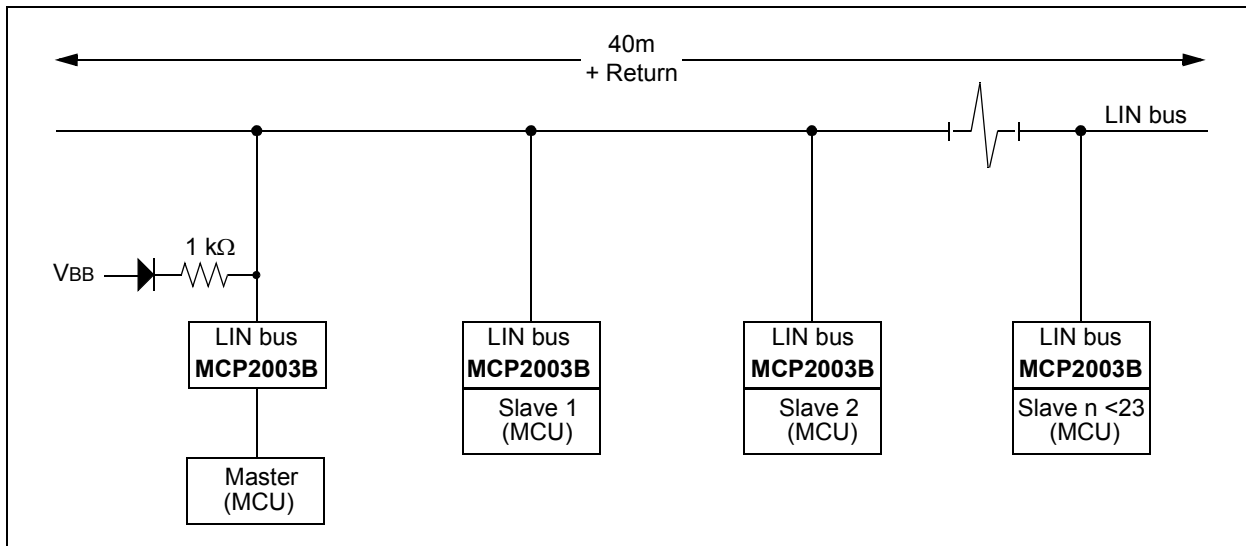 40m
+ Return
LIN bus
1 kΩ
VBB
LIN bus
MCP2003B
Master
(MCU)
LIN bus
MCP2003B
Slave 1
(MCU)
LIN bus
MCP2003B
Slave 2
(MCU)
LIN bus
MCP2003B
Slave n <23
(MCU)